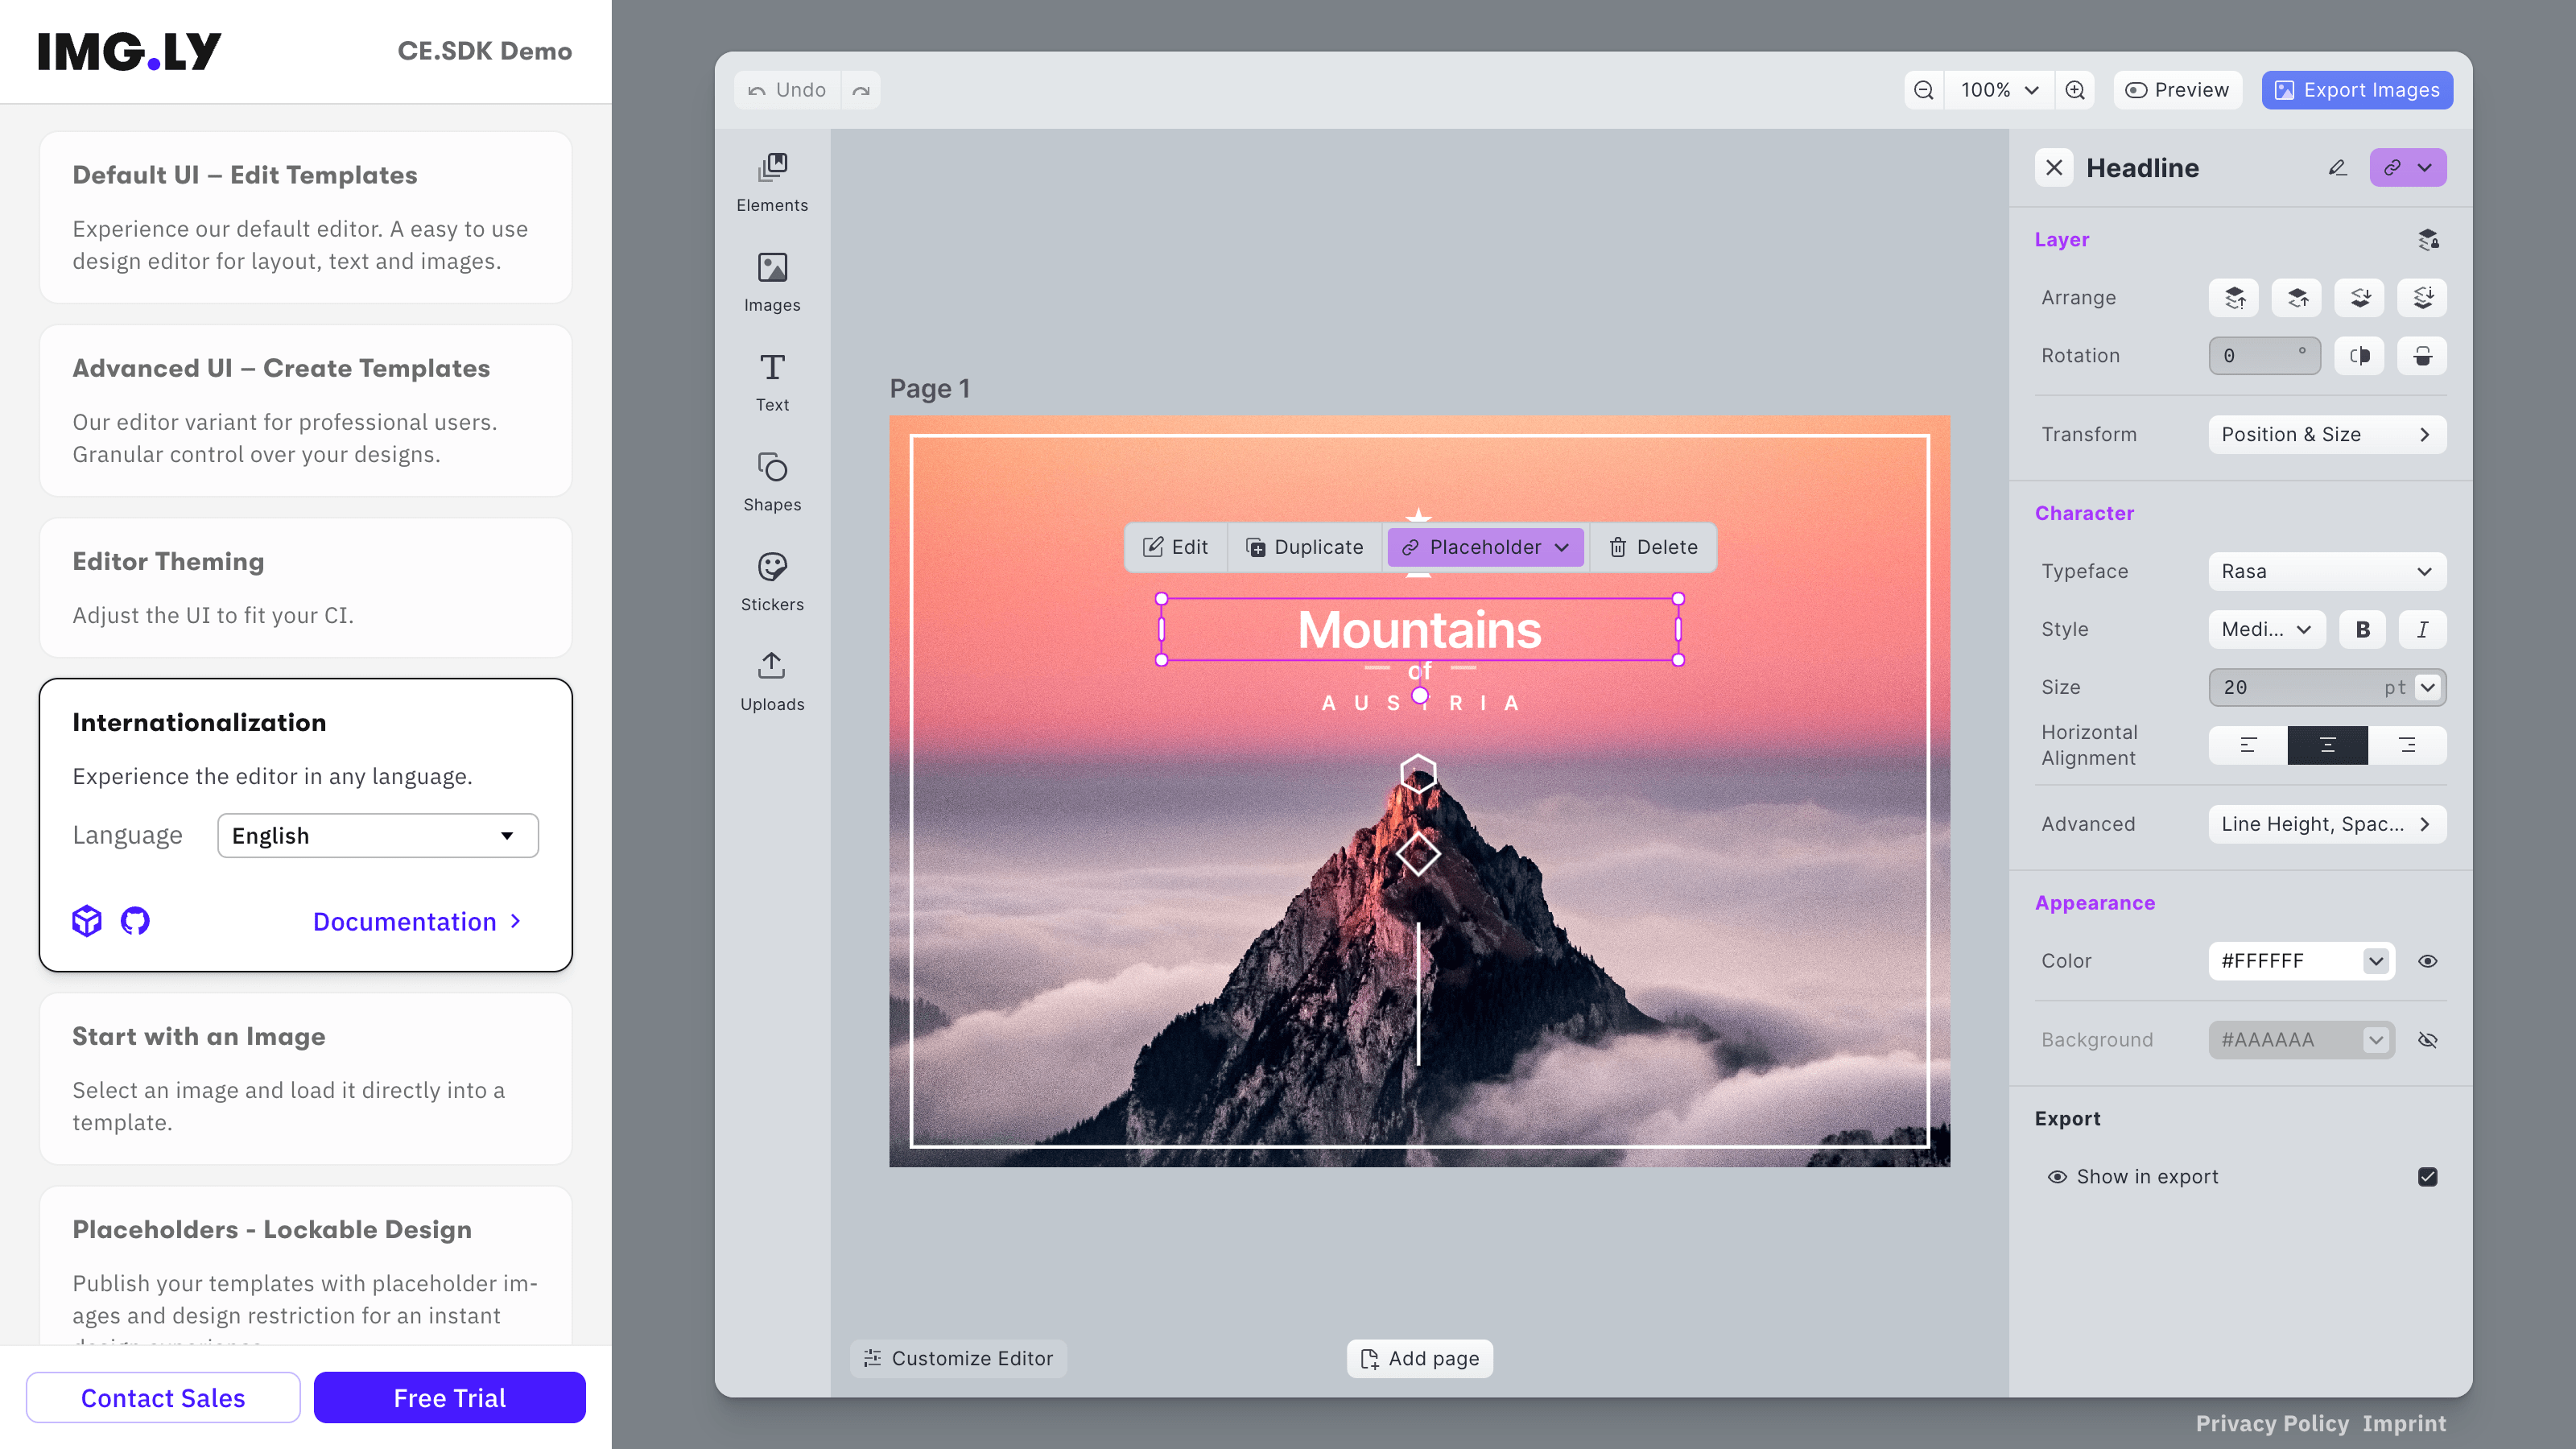 IMG.LY
CE.SDK Demo
Default UI – Edit Templates
Experience our default editor. A easy to use
design editor for layout, text and images.
Advanced UI – Create Templates
Our editor variant for professional users.
Granular control over your designs.
Editor Theming
Adjust the UI to fit your CI.
Internationalization
Experience the editor in any language.
Language
English
Documentation
Start with an Image
Select an image and load it directly into a
template.
Placeholders - Lockable Design
Publish your templates with placeholder im-
ages and design restriction for an instant
Contact Sales
Free Trial
Undo
100%
Preview
Export Images
Elements
Images
Text
Shapes
Stickers
Uploads
Page 1
Edit
Duplicate
Placeholder
Delete
Mountains
of
AUSTRIA
Customize Editor
Add page
Headline
Layer
Arrange
Rotation
0 °
Transform
Position & Size
Character
Typeface
Rasa
Style
Medi...
B
I
Size
20 pt
Horizontal
Alignment
Advanced
Line Height, Spac...
Appearance
Color
#FFFFFF
Background
#AAAAAA
Export
Show in export
Privacy Policy
Imprint